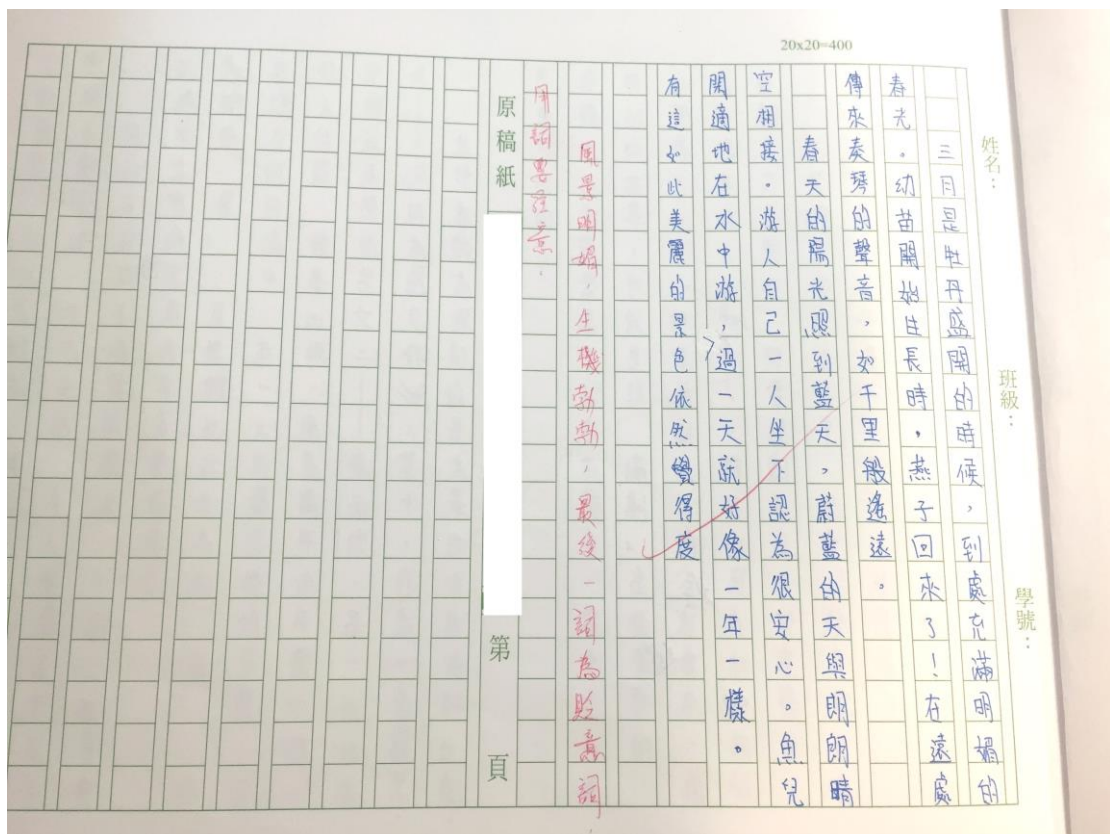 20x20=400
姓名：
班級：
學號：
三月是牡丹盛開的時候，到處充滿明媚的
春光。幼苗開始生長時，燕子回來了！在遠處
傳來奏琴的聲音，如千里般遙遠。
春天的陽光照到藍天，蔚藍的天與朗朗晴
空相接。游人自己一人坐下認為很安心。魚兒
閑適地在水中游，過一天就好像一年一樣。
有這如此美麗的景色依然覺得度
風景明媚，生機勃勃，最後一詞為貶意詞，
用詞要注意.
原稿紙
第
頁